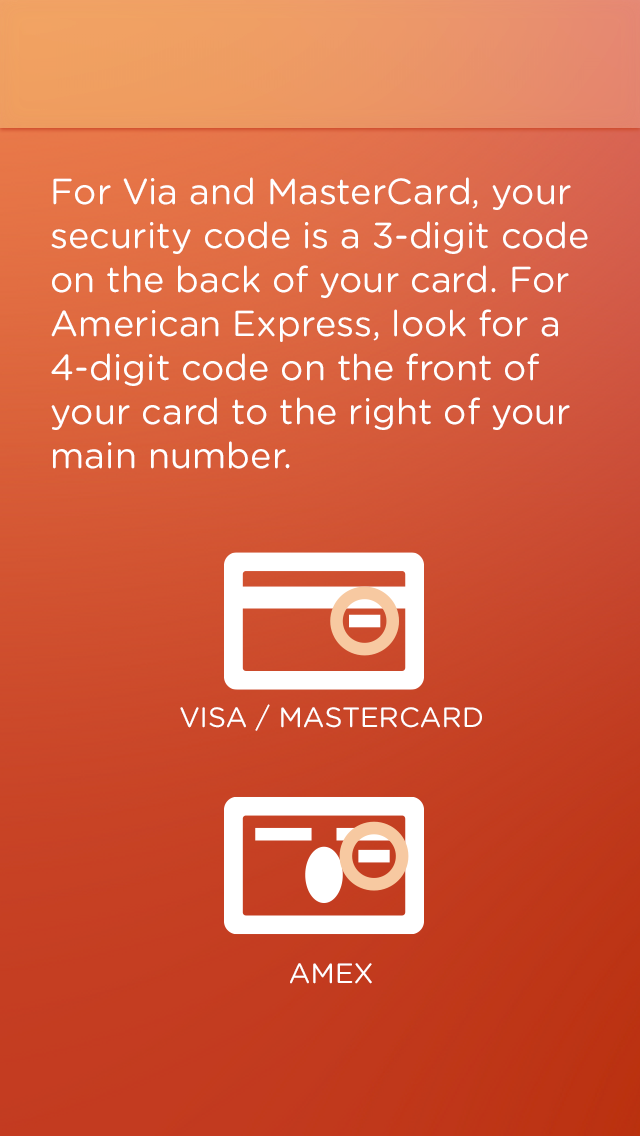 For Via and MasterCard, your
security code is a 3-digit code
on the back of your card. For
American Express, look for a
4-digit code on the front of
your card to the right of your
main number.
VISA / MASTERCARD
AMEX